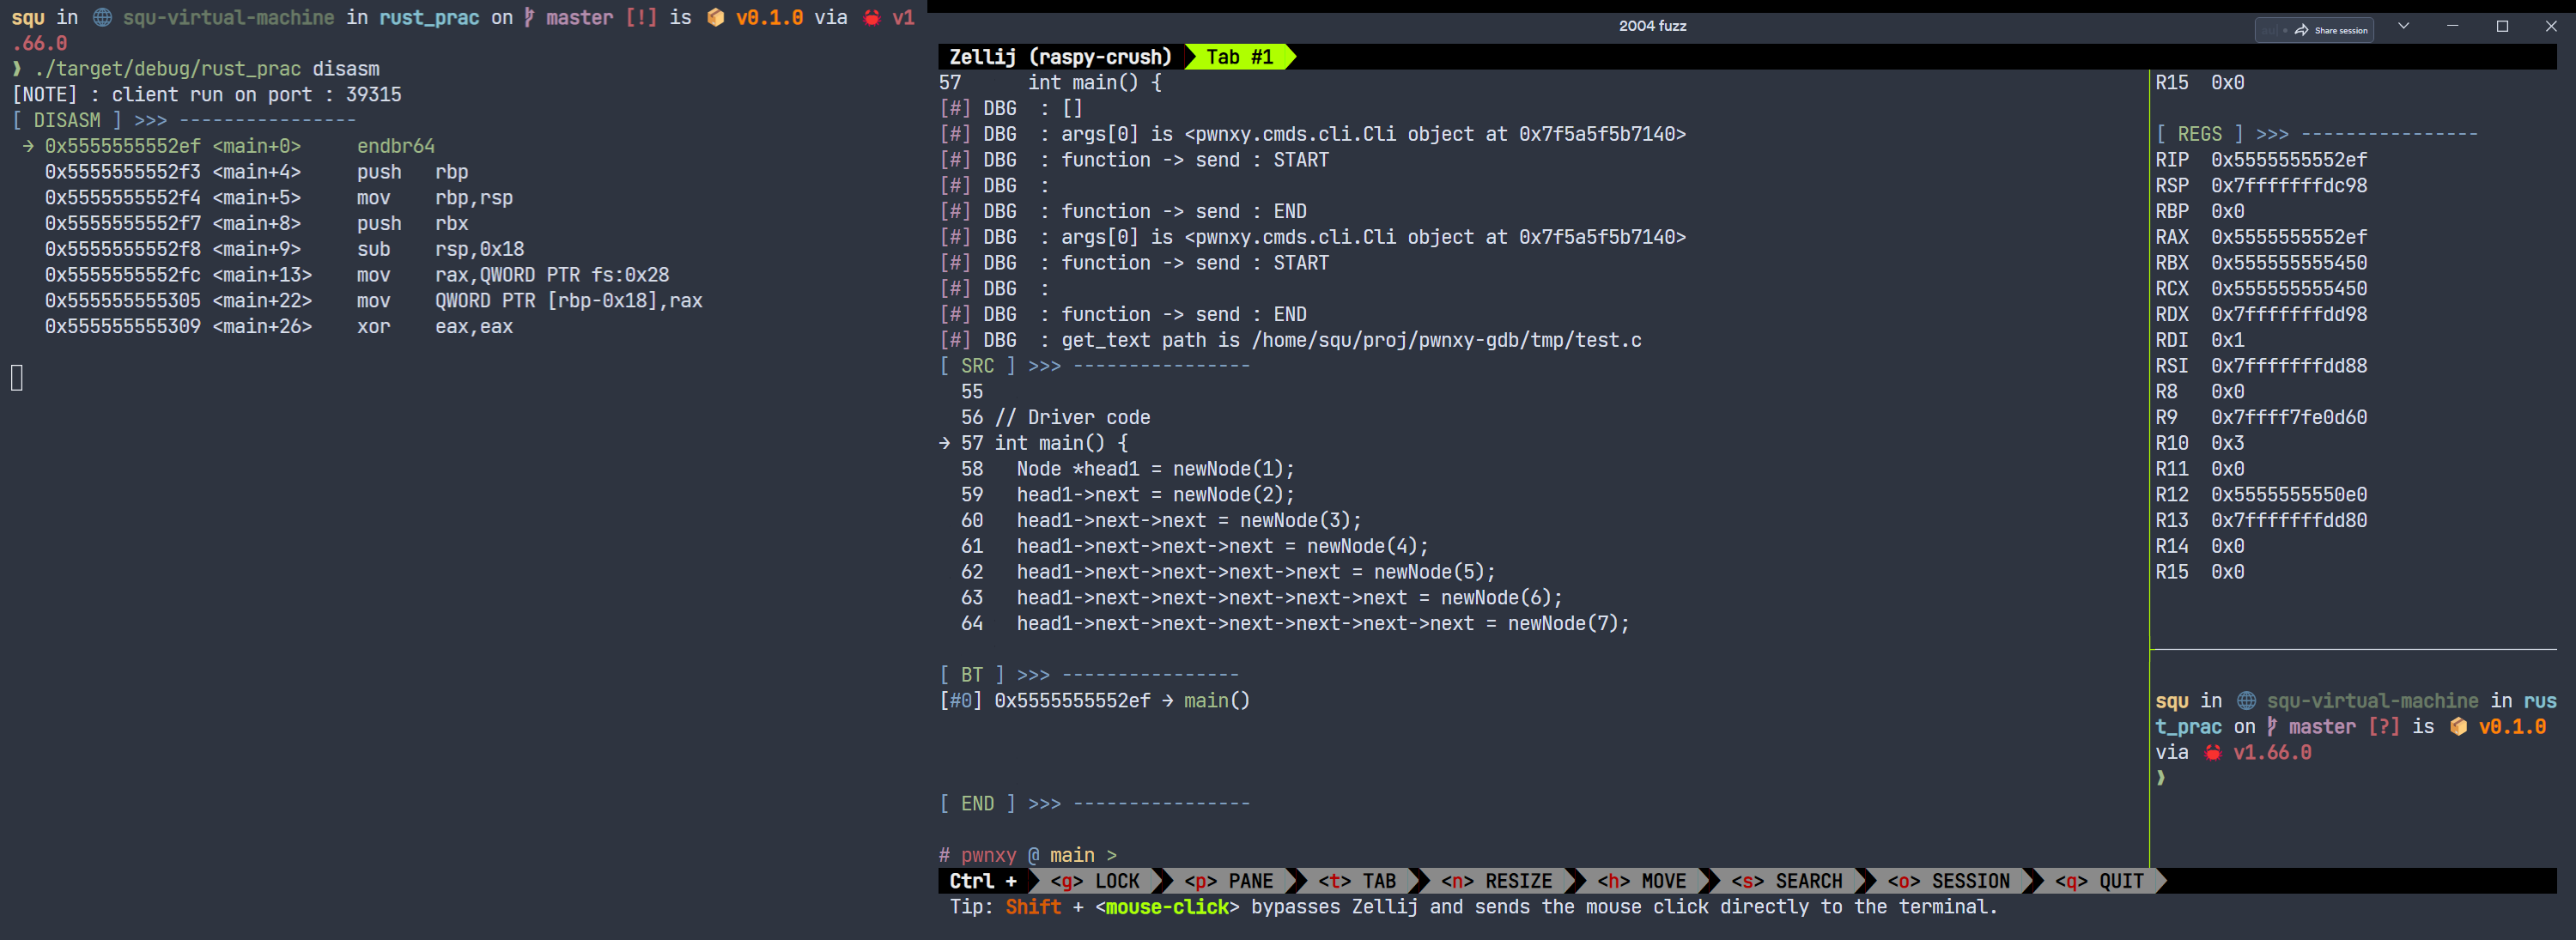 squ in 🌐 squ-virtual-machine in rust_prac on master [!] is 📦 v0.1.0 via 🦀 v1
.66.0
❱ ./target/debug/rust_prac disasm
[NOTE] : client run on port : 39315
[ DISASM ] >>> ----------------
→ 0x5555555552ef <main+0>     endbr64
0x5555555552f3 <main+4>     push   rbp
0x5555555552f4 <main+5>     mov    rbp,rsp
0x5555555552f7 <main+8>     push   rbx
0x5555555552f8 <main+9>     sub    rsp,0x18
0x5555555552fc <main+13>    mov    rax,QWORD PTR fs:0x28
0x555555555305 <main+22>    mov    QWORD PTR [rbp-0x18],rax
0x555555555309 <main+26>    xor    eax,eax
2004 fuzz
Share session
Zellij (raspy-crush) Tab #1
57      int main() {
[#] DBG  : []
[#] DBG  : args[0] is <pwnxy.cmds.cli.Cli object at 0x7f5a5f5b7140>
[#] DBG  : function -> send : START
[#] DBG  :
[#] DBG  : function -> send : END
[#] DBG  : args[0] is <pwnxy.cmds.cli.Cli object at 0x7f5a5f5b7140>
[#] DBG  : function -> send : START
[#] DBG  :
[#] DBG  : function -> send : END
[#] DBG  : get_text path is /home/squ/proj/pwnxy-gdb/tmp/test.c
[ SRC ] >>> ----------------
55
56 // Driver code
→ 57 int main() {
58   Node *head1 = newNode(1);
59   head1->next = newNode(2);
60   head1->next->next = newNode(3);
61   head1->next->next->next = newNode(4);
62   head1->next->next->next->next = newNode(5);
63   head1->next->next->next->next->next = newNode(6);
64   head1->next->next->next->next->next->next = newNode(7);
[ BT ] >>> ----------------
[#0] 0x5555555552ef → main()
[ END ] >>> ----------------
# pwnxy @ main >
R15  0x0
[ REGS ] >>> ----------------
RIP  0x5555555552ef
RSP  0x7fffffffdc98
RBP  0x0
RAX  0x5555555552ef
RBX  0x555555555450
RCX  0x555555555450
RDX  0x7fffffffdd98
RDI  0x1
RSI  0x7fffffffdd88
R8   0x0
R9   0x7ffff7fe0d60
R10  0x3
R11  0x0
R12  0x5555555550e0
R13  0x7fffffffdd80
R14  0x0
R15  0x0
squ in 🌐 squ-virtual-machine in rus
t_prac on master [?] is 📦 v0.1.0
via 🦀 v1.66.0
❱
Ctrl + <g> LOCK <p> PANE <t> TAB <n> RESIZE <h> MOVE <s> SEARCH <o> SESSION <q> QUIT
Tip: Shift + <mouse-click> bypasses Zellij and sends the mouse click directly to the terminal.